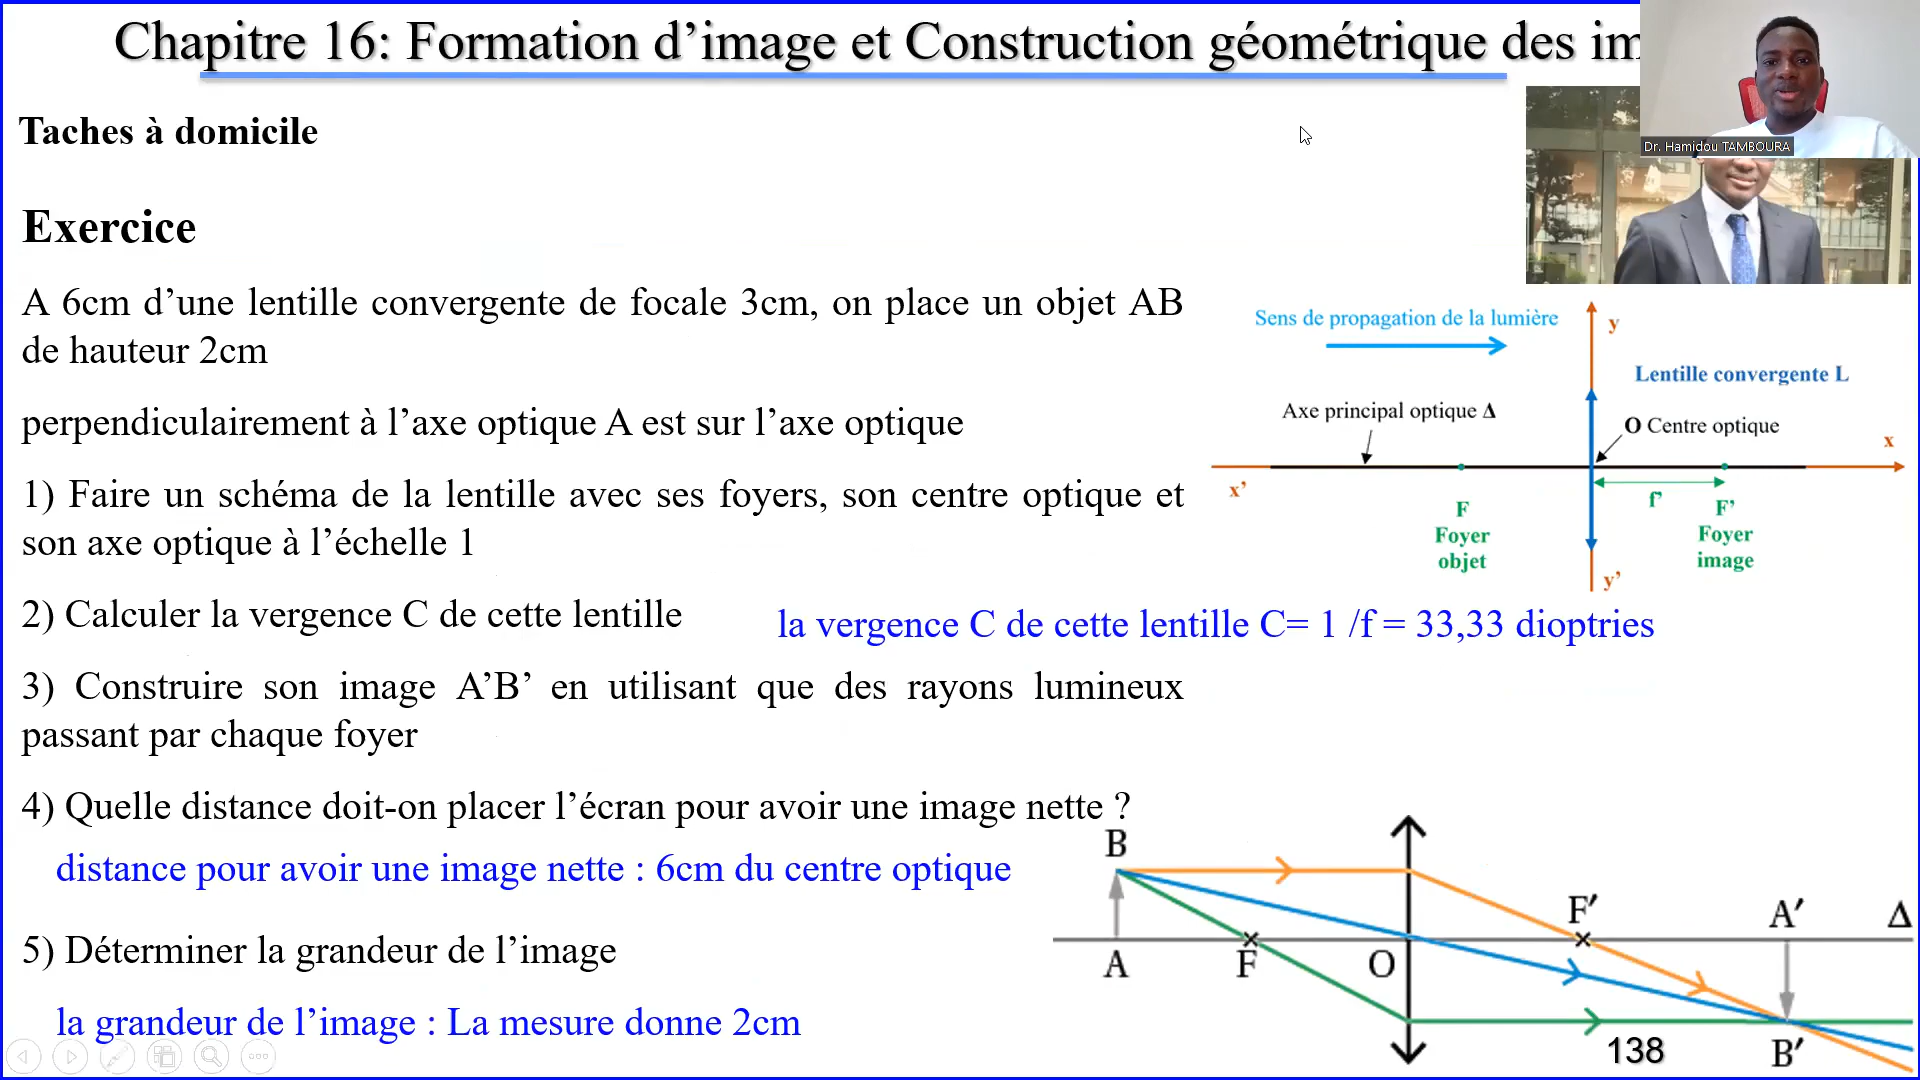 Chapitre 16: Formation d’image et Construction géométrique des im
Dr. Hamidou TAMBOURA
Taches à domicile
Exercice
A 6cm d’une lentille convergente de focale 3cm, on place un objet AB
de hauteur 2cm
perpendiculairement à l’axe optique A est sur l’axe optique
1) Faire un schéma de la lentille avec ses foyers, son centre optique et
son axe optique à l’échelle 1
Sens de propagation de la lumière
y
Lentille convergente L
Axe principal optique Δ
O Centre optique
x
x’
f’
F
Foyer
objet
F’
Foyer
image
y’
2) Calculer la vergence C de cette lentille
la vergence C de cette lentille C= 1 /f = 33,33 dioptries
3) Construire son image A’B’ en utilisant que des rayons lumineux
passant par chaque foyer
4) Quelle distance doit-on placer l’écran pour avoir une image nette ?
distance pour avoir une image nette : 6cm du centre optique
5) Déterminer la grandeur de l’image
la grandeur de l’image : La mesure donne 2cm
B
F′
A′
Δ
A
F
O
B′
138